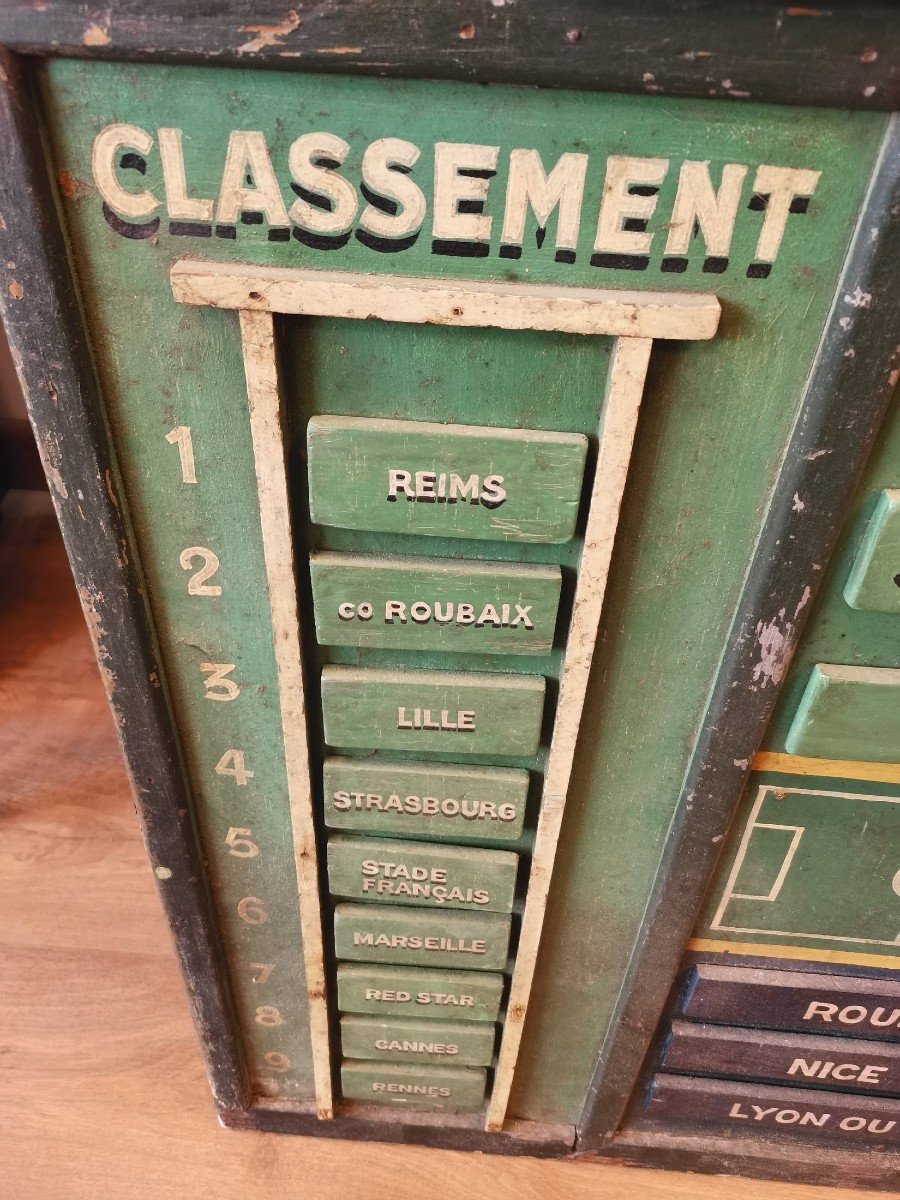 CLASSEMENT
1 REIMS
2 CO ROUBAIX
3 LILLE
4 STRASBOURG
5 STADE
FRANÇAIS
6 MARSEILLE
7 RED STAR
8 CANNES
9 RENNES
NICE
LYON OU